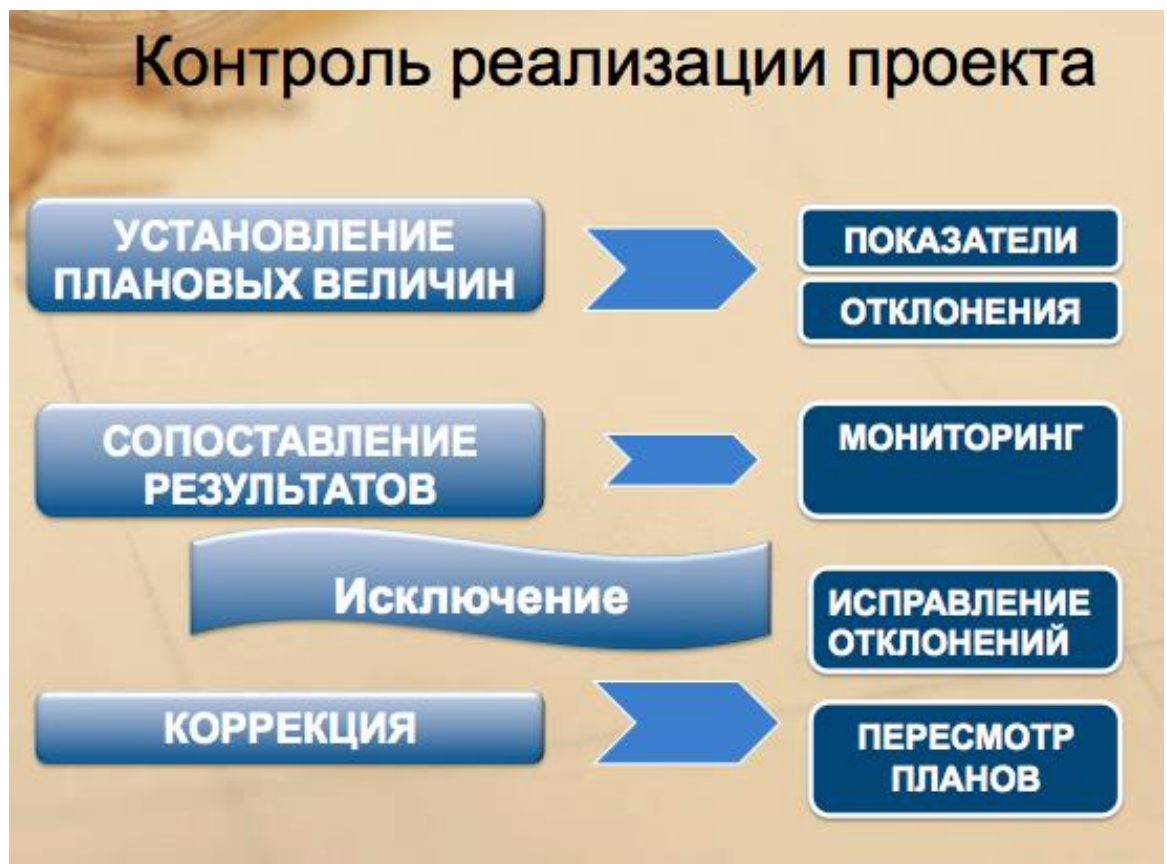 Контроль реализации проекта
УСТАНОВЛЕНИЕ
ПЛАНОВЫХ ВЕЛИЧИН
ПОКАЗАТЕЛИ
ОТКЛОНЕНИЯ
СОПОСТАВЛЕНИЕ
РЕЗУЛЬТАТОВ
МОНИТОРИНГ
Исключение
ИСПРАВЛЕНИЕ
ОТКЛОНЕНИЙ
КОРРЕКЦИЯ
ПЕРЕСМОТР
ПЛАНОВ